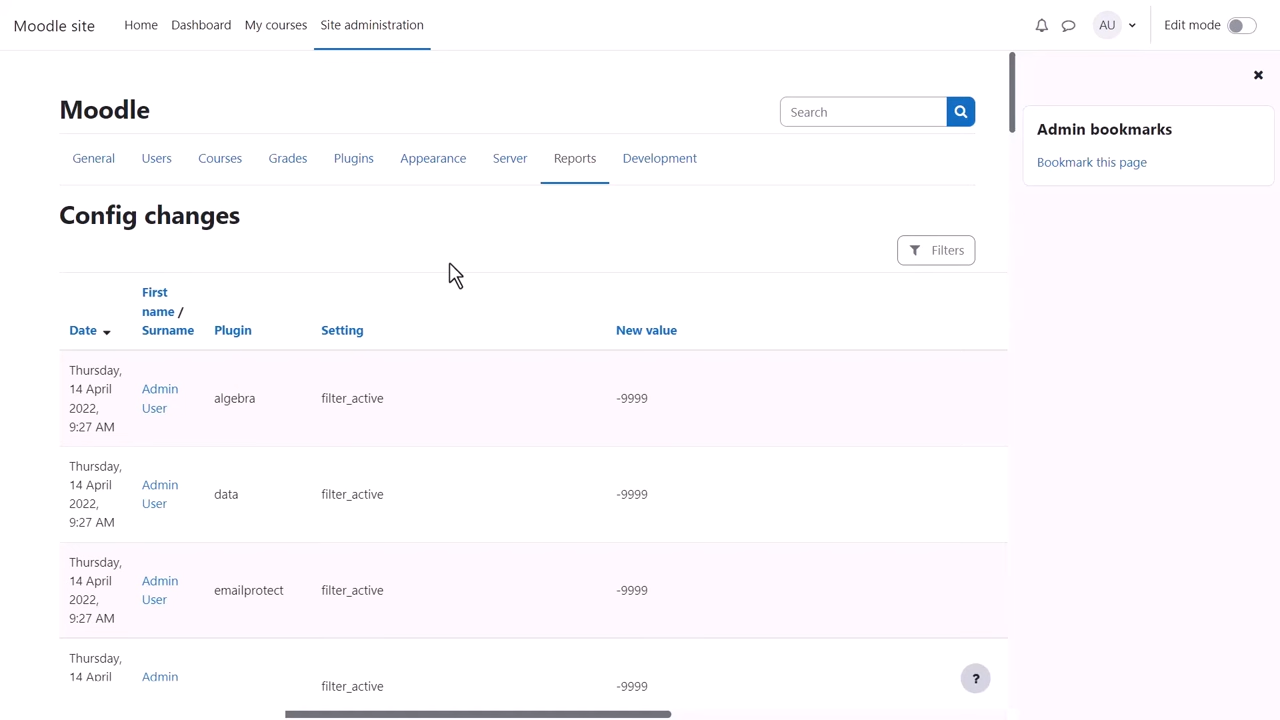 Moodle site Home Dashboard My courses Site administration AU Edit mode
Moodle
Search
General Users Courses Grades Plugins Appearance Server Reports Development
Admin bookmarks
Bookmark this page
Config changes
Filters
Date
First
name /
Surname
Plugin
Setting
New value
Thursday,
14 April
2022,
9:27 AM
Admin
User
algebra
filter_active
-9999
Thursday,
14 April
2022,
9:27 AM
Admin
User
data
filter_active
-9999
Thursday,
14 April
2022,
9:27 AM
Admin
User
emailprotect
filter_active
-9999
Thursday,
14 April
Admin
filter_active
-9999
?